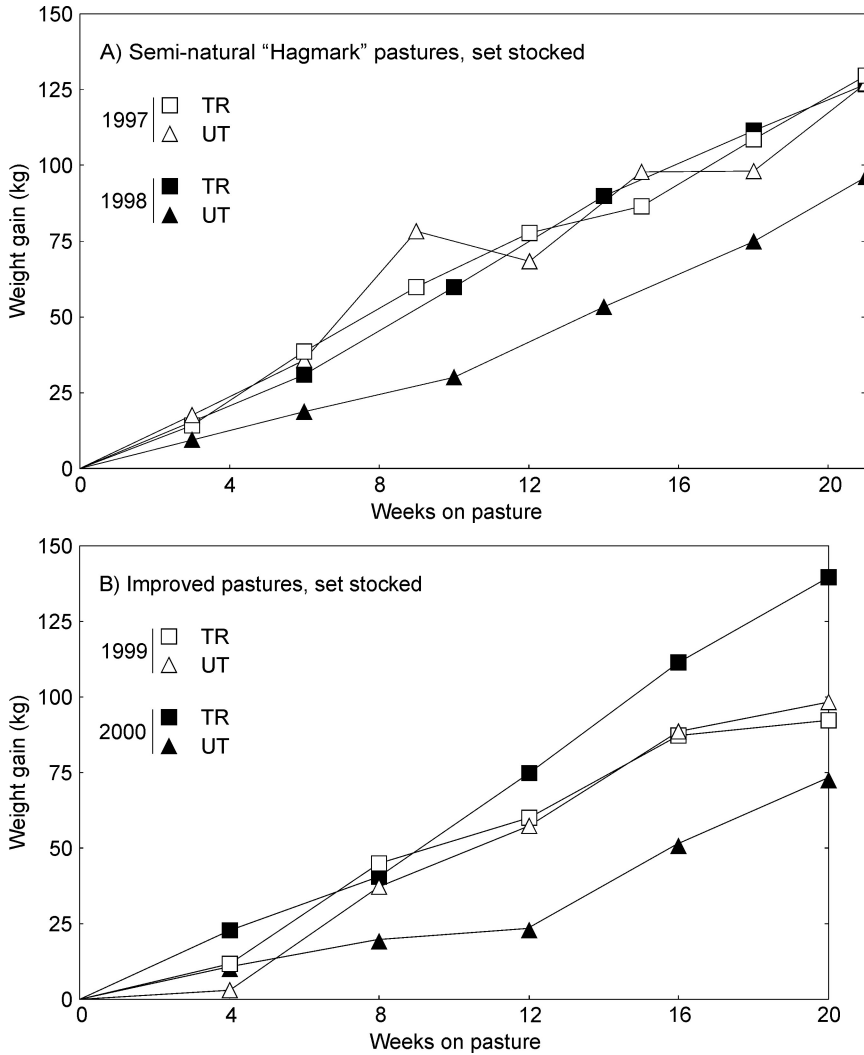 150
A) Semi-natural “Hagmark” pastures, set stocked
125
TR
1997
UT
100
TR
1998
UT
75
Weight gain (kg)
50
25
0
0 4 8 12 16 20
Weeks on pasture
150
B) Improved pastures, set stocked
125
TR
1999
UT
100
TR
2000
UT
75
Weight gain (kg)
50
25
0
0 4 8 12 16 20
Weeks on pasture